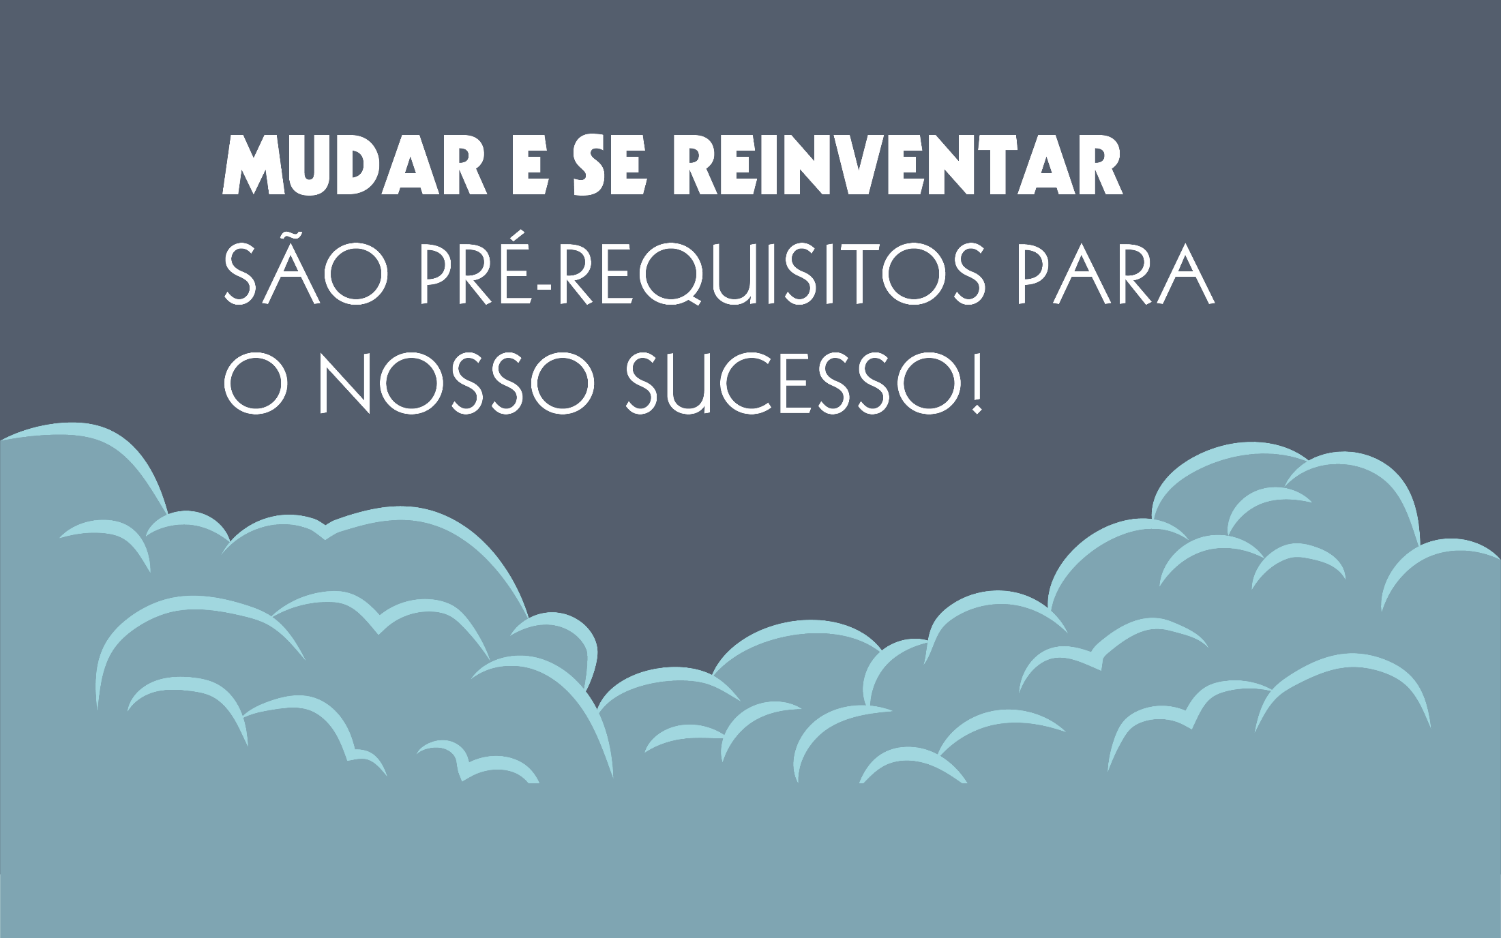 MUDAR E SE REINVENTAR
SÃO PRÉ-REQUISITOS PARA
O NOSSO SUCESSO!